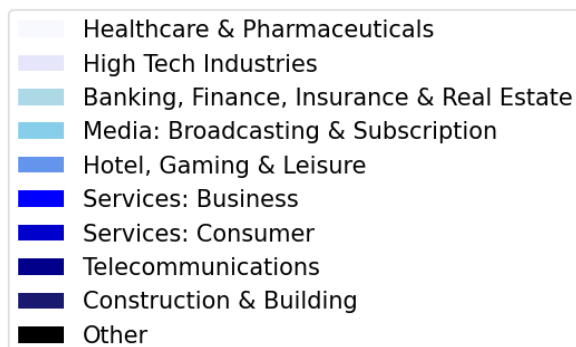 Healthcare & Pharmaceuticals
High Tech Industries
Banking, Finance, Insurance & Real Estate
Media: Broadcasting & Subscription
Hotel, Gaming & Leisure
Services: Business
Services: Consumer
Telecommunications
Construction & Building
Other